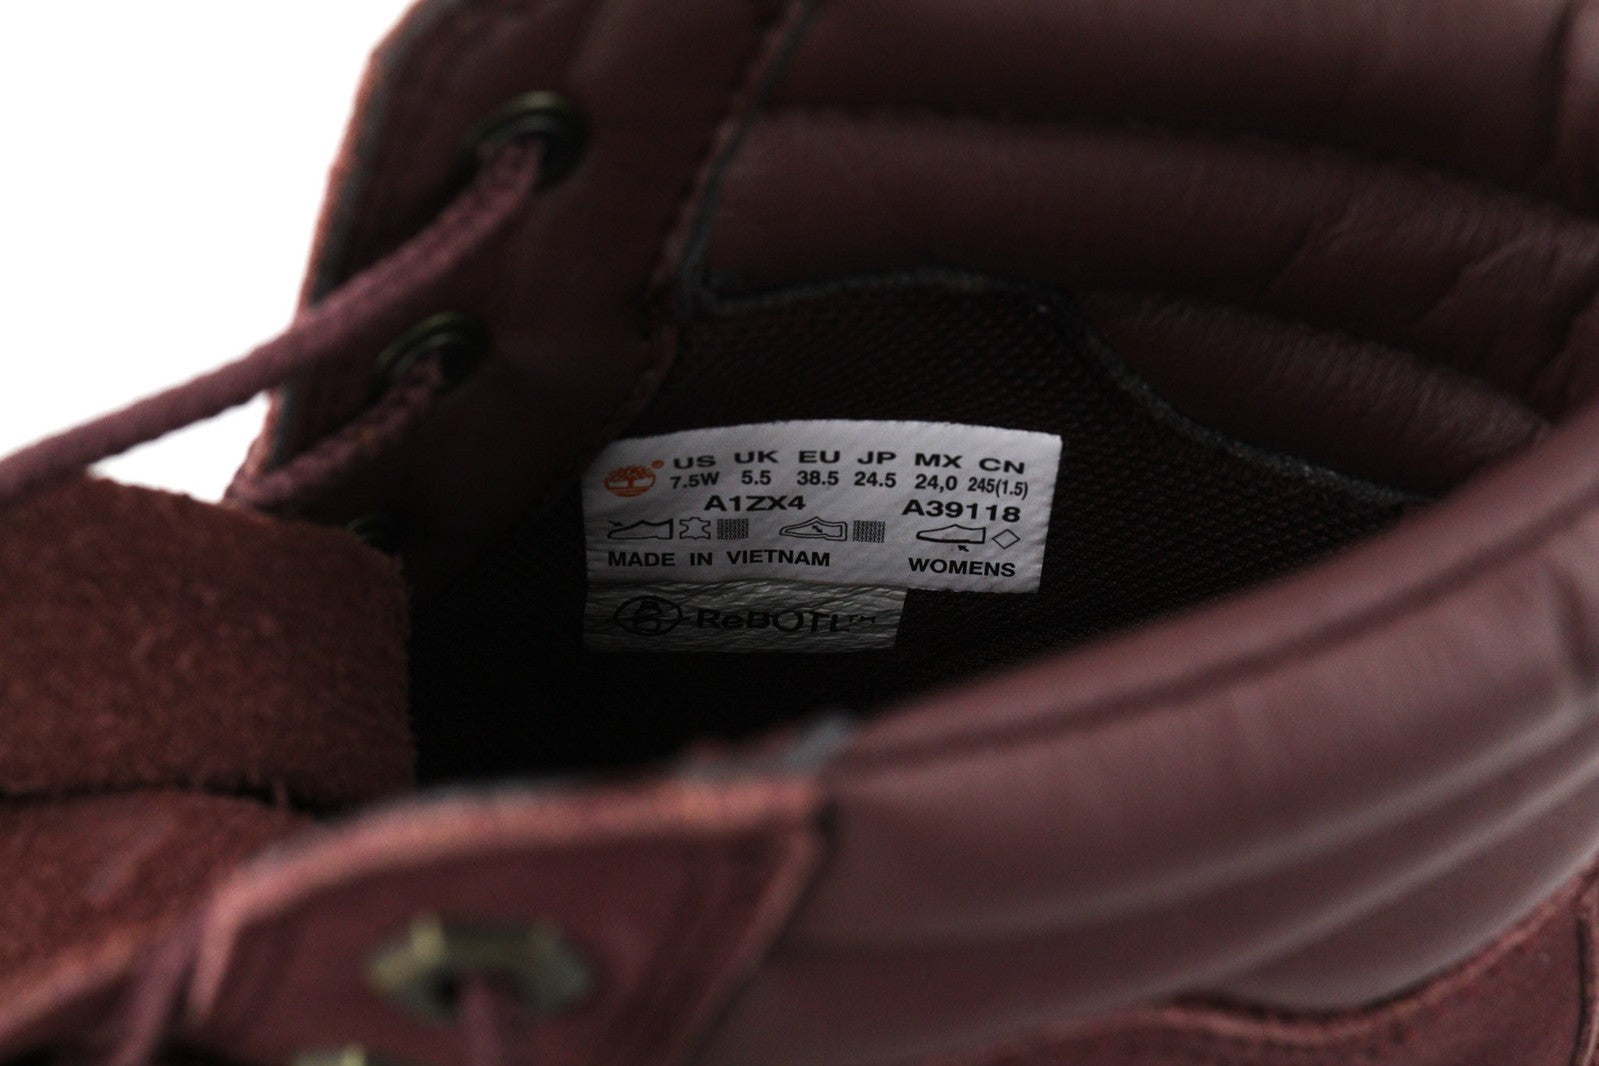 ® US UK EU JP MX CN
7.5W 5.5 38.5 24.5 24,0 245(1.5)
A1ZX4 A39118
MADE IN VIETNAM WOMENS
ReBOTL™